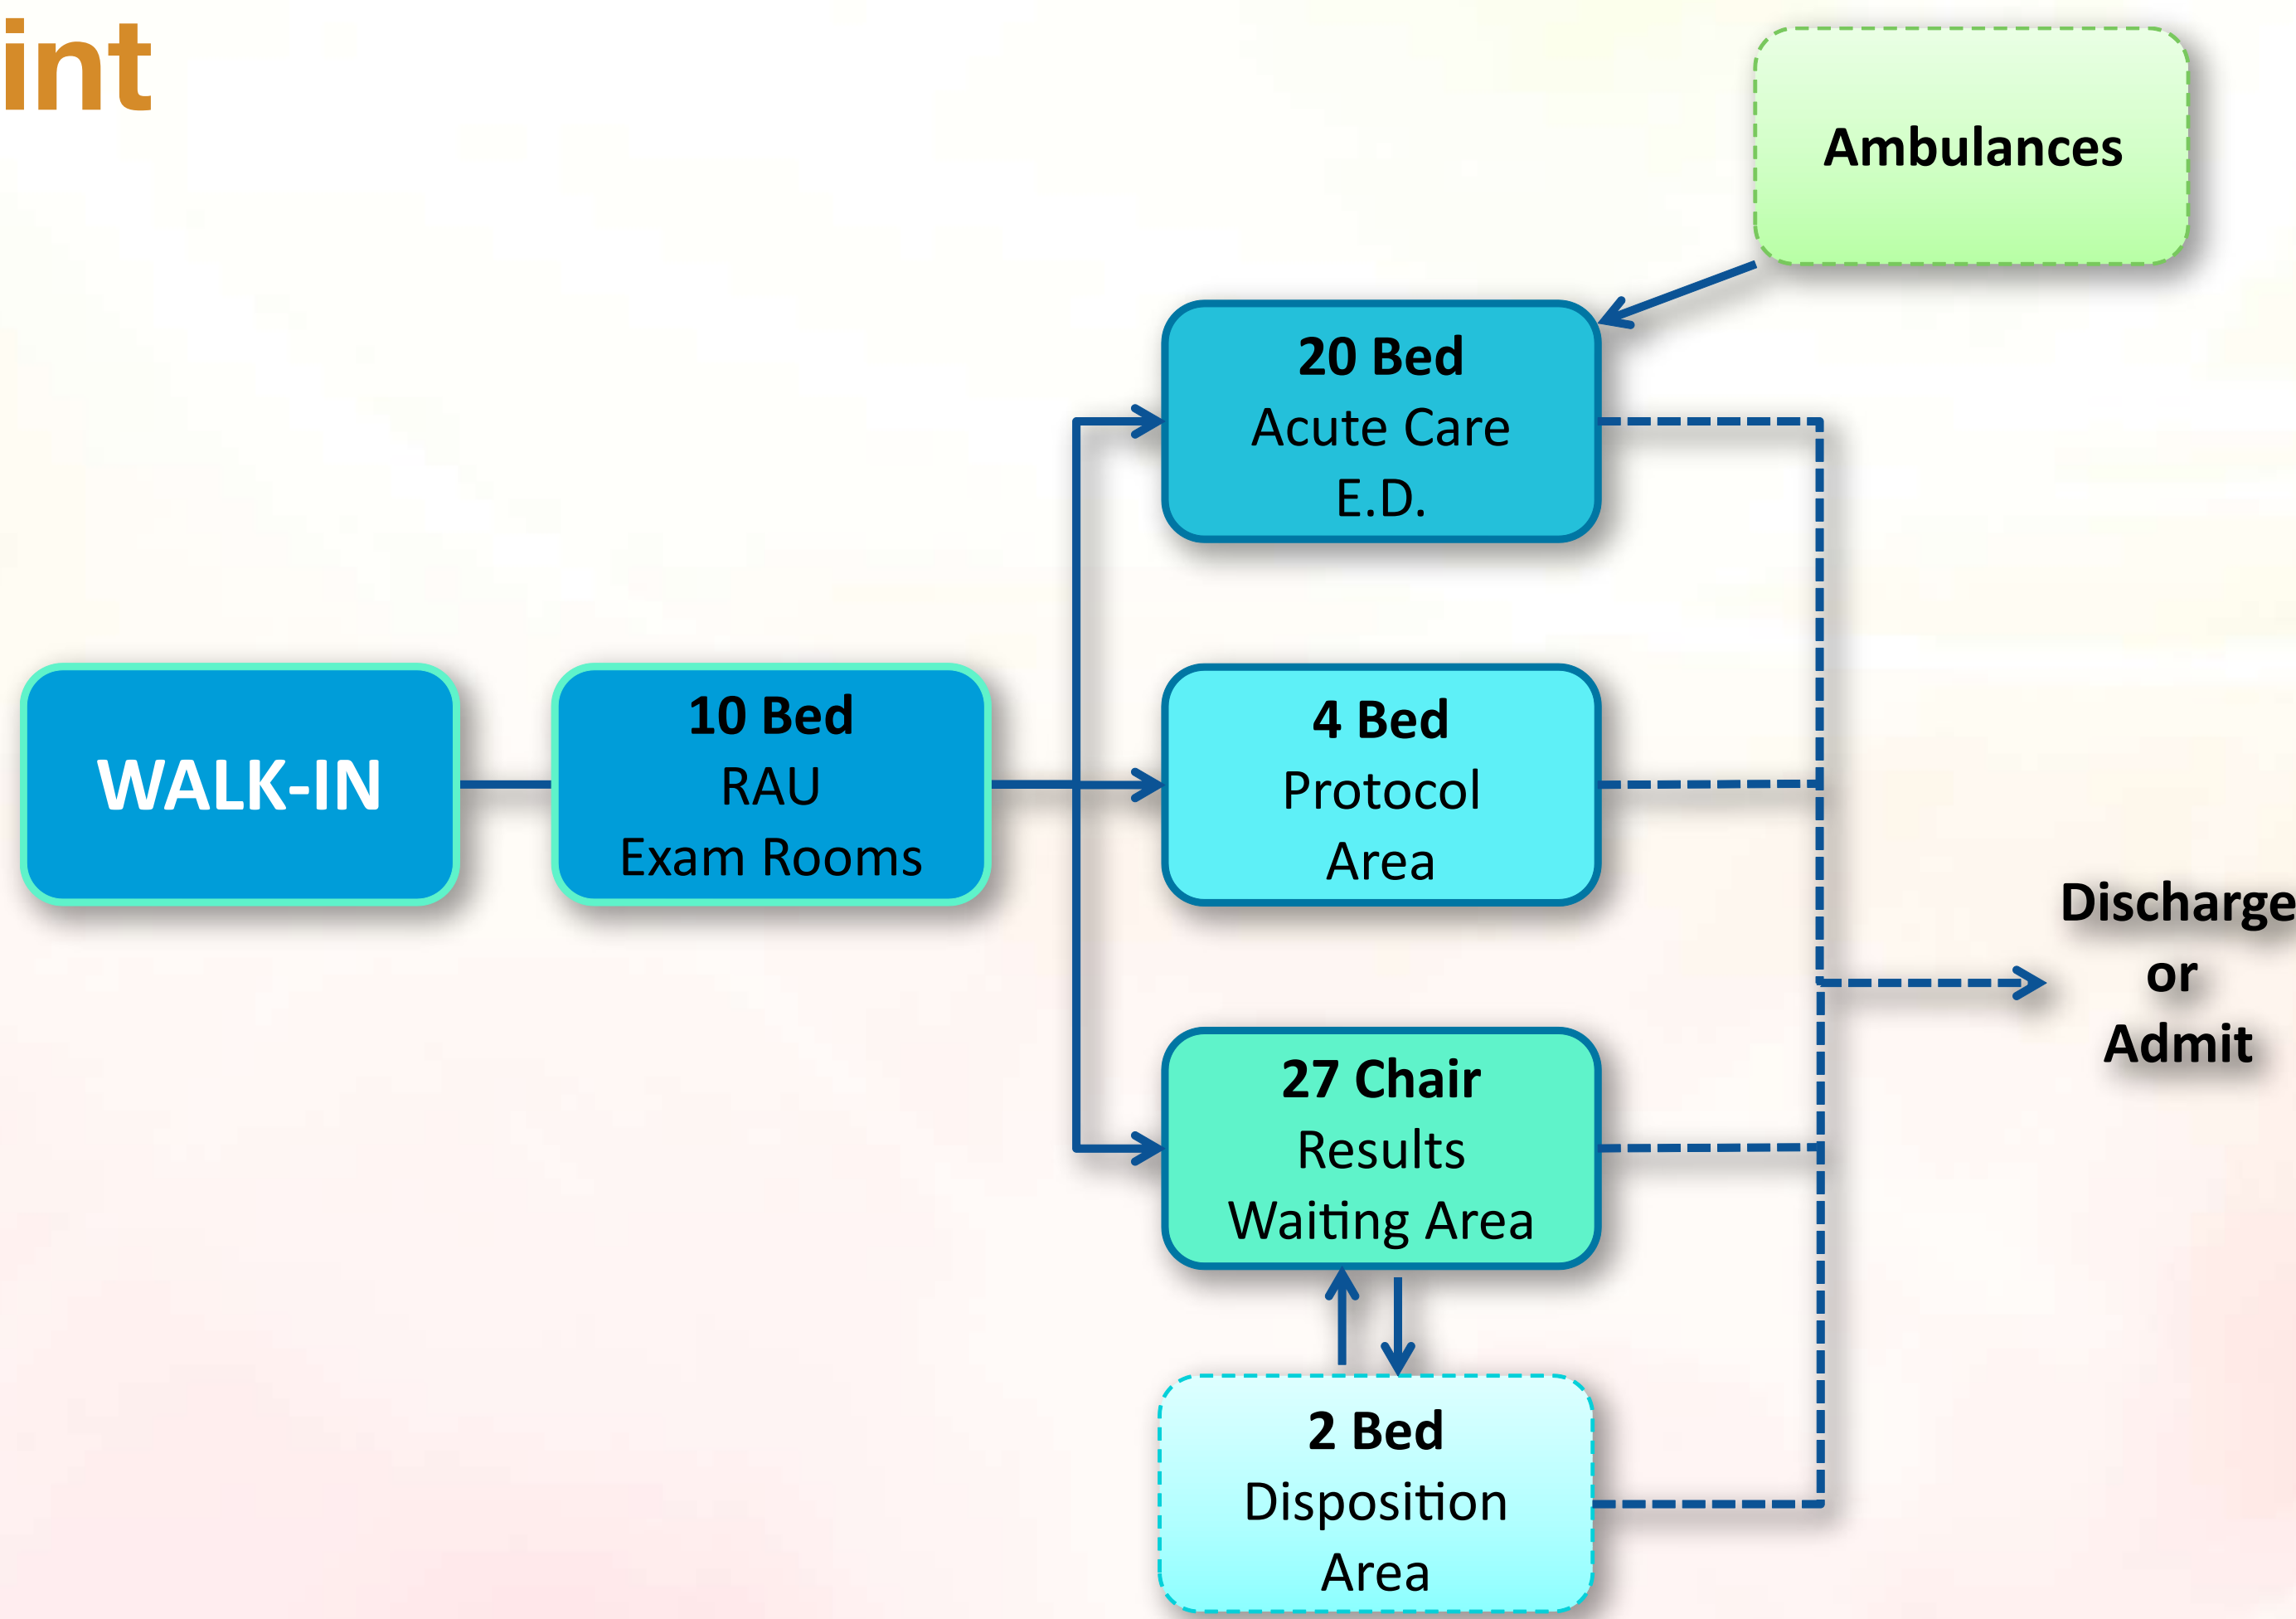 int
Ambulances
20 Bed
Acute Care
E.D.
WALK-IN
10 Bed
RAU
Exam Rooms
4 Bed
Protocol
Area
27 Chair
Results
Waiting Area
2 Bed
Disposition
Area
Discharge
or
Admit